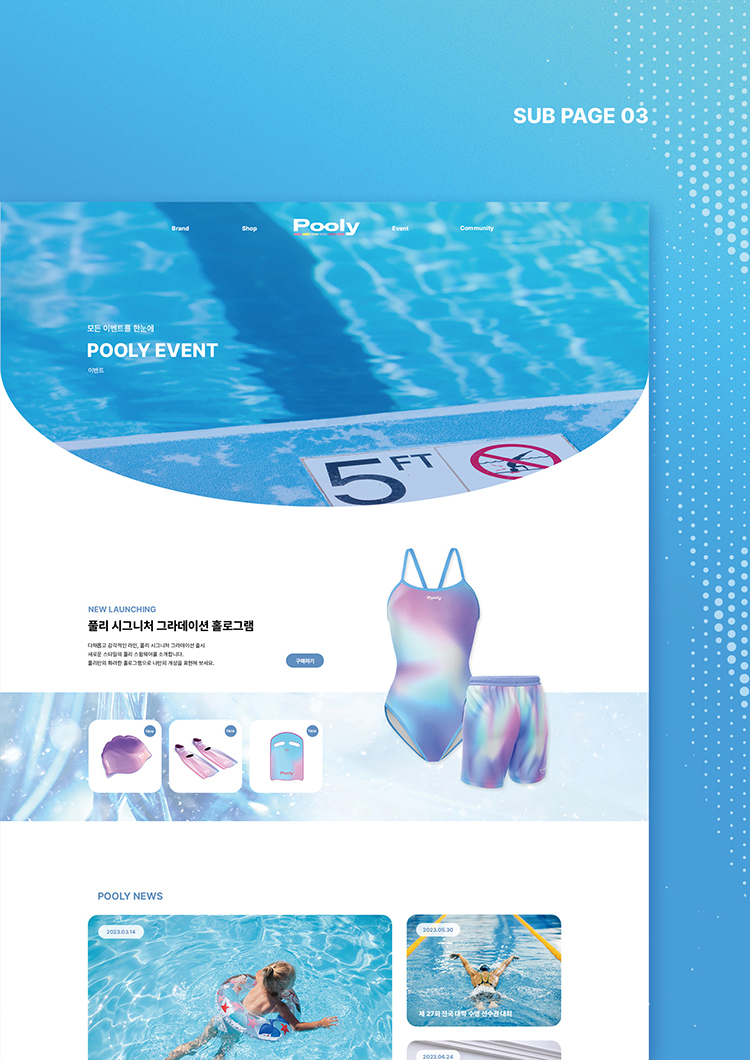 SUB PAGE 03
Brand
Shop
Pooly
Event
Community
모든 이벤트를 한눈에
POOLY EVENT
이벤트
5 FT
Pooly
NEW LAUNCHING
풀리 시그니처 그라데이션 홀로그램
다채롭고 감각적인 라인, 풀리 시그니처 그라데이션 출시
새로운 스타일의 풀리 스윔웨어를 소개합니다.
풀리만의 화려한 홀로그램으로 나만의 개성을 표현해 보세요.
구매하기
New
New
New
Pooly
POOLY NEWS
2023.03.14
2023.05.30
제 27회 전국 대학 수영 선수권 대회
2023.06.24